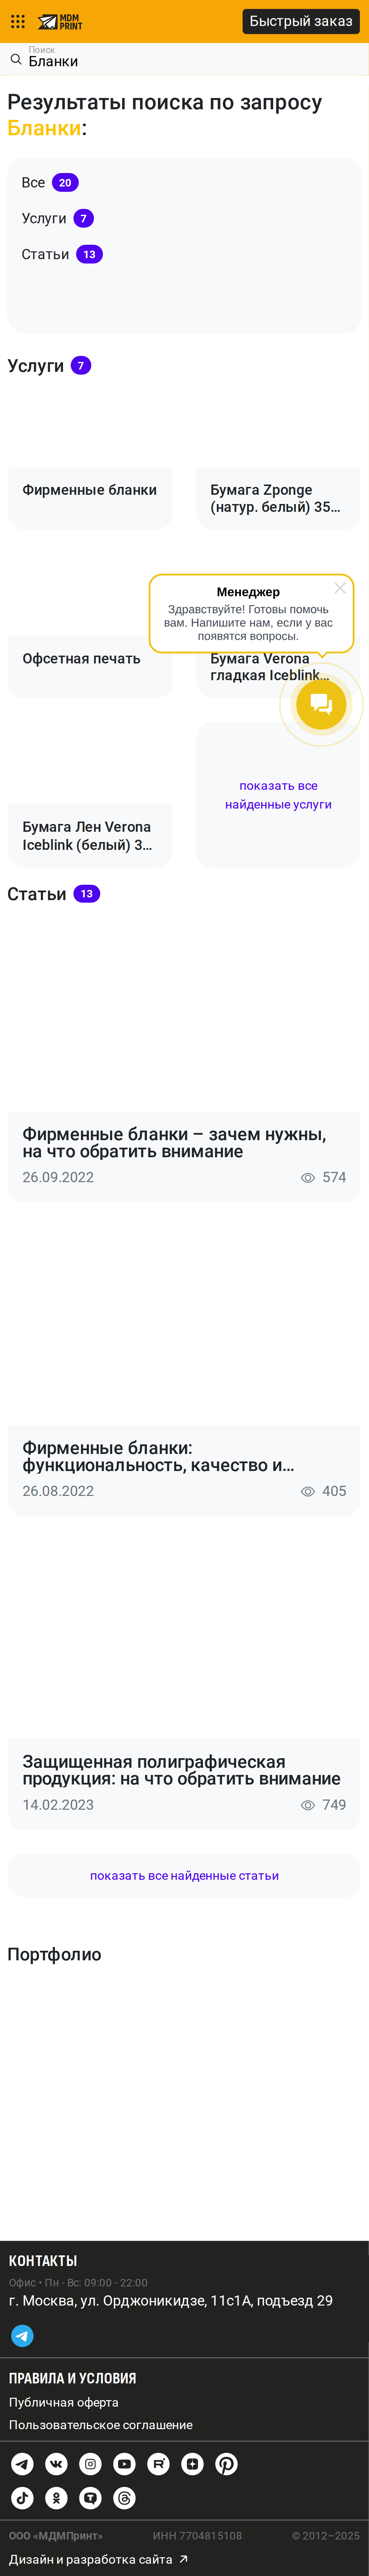 MDM
PRINT
Быстрый заказ
Поиск
Бланки
Результаты поиска по запросу
Бланки:
Все 20
Услуги 7
Статьи 13
Услуги 7
Фирменные бланки
Бумага Zponge
(натур. белый) 35...
Менеджер
Здравствуйте! Готовы помочь
вам. Напишите нам, если у вас
появятся вопросы.
Офсетная печать
Бумага Verona
гладкая Iceblink...
Бумага Лен Verona
Iceblink (белый) 3...
показать все
найденные услуги
Статьи 13
Фирменные бланки – зачем нужны,
на что обратить внимание
26.09.2022 574
Фирменные бланки:
функциональность, качество и...
26.08.2022 405
Защищенная полиграфическая
продукция: на что обратить внимание
14.02.2023 749
показать все найденные статьи
Портфолио
КОНТАКТЫ
Офис • Пн - Вс: 09:00 - 22:00
г. Москва, ул. Орджоникидзе, 11с1А, подъезд 29
ПРАВИЛА И УСЛОВИЯ
Публичная оферта
Пользовательское соглашение
ООО «МДМПринт» ИНН 7704815108 © 2012–2025
Дизайн и разработка сайта